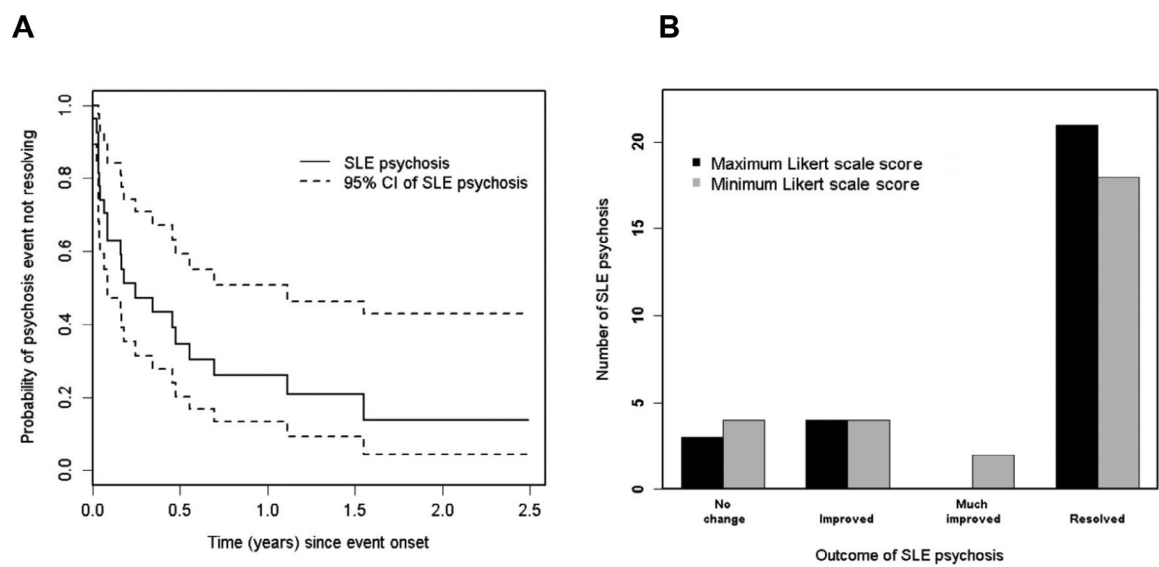 A
Probability of psychosis event not resolving
1.0
0.8
0.6
0.4
0.2
0.0
SLE psychosis
95% CI of SLE psychosis
0.0 0.5 1.0 1.5 2.0 2.5
Time (years) since event onset
B
Number of SLE psychosis
20
15
10
5
0
Maximum Likert scale score
Minimum Likert scale score
No
change
Improved
Much
improved
Resolved
Outcome of SLE psychosis